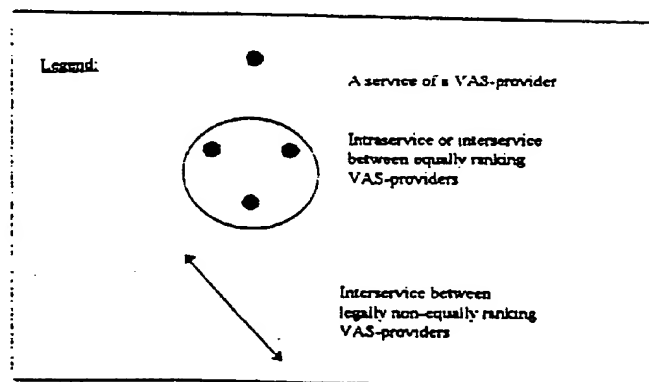 Legend:
A service of a VAS-provider
Intraservice or interservice
between equally ranking
VAS-providers
Interservice between
legally non-equally ranking
VAS-providers